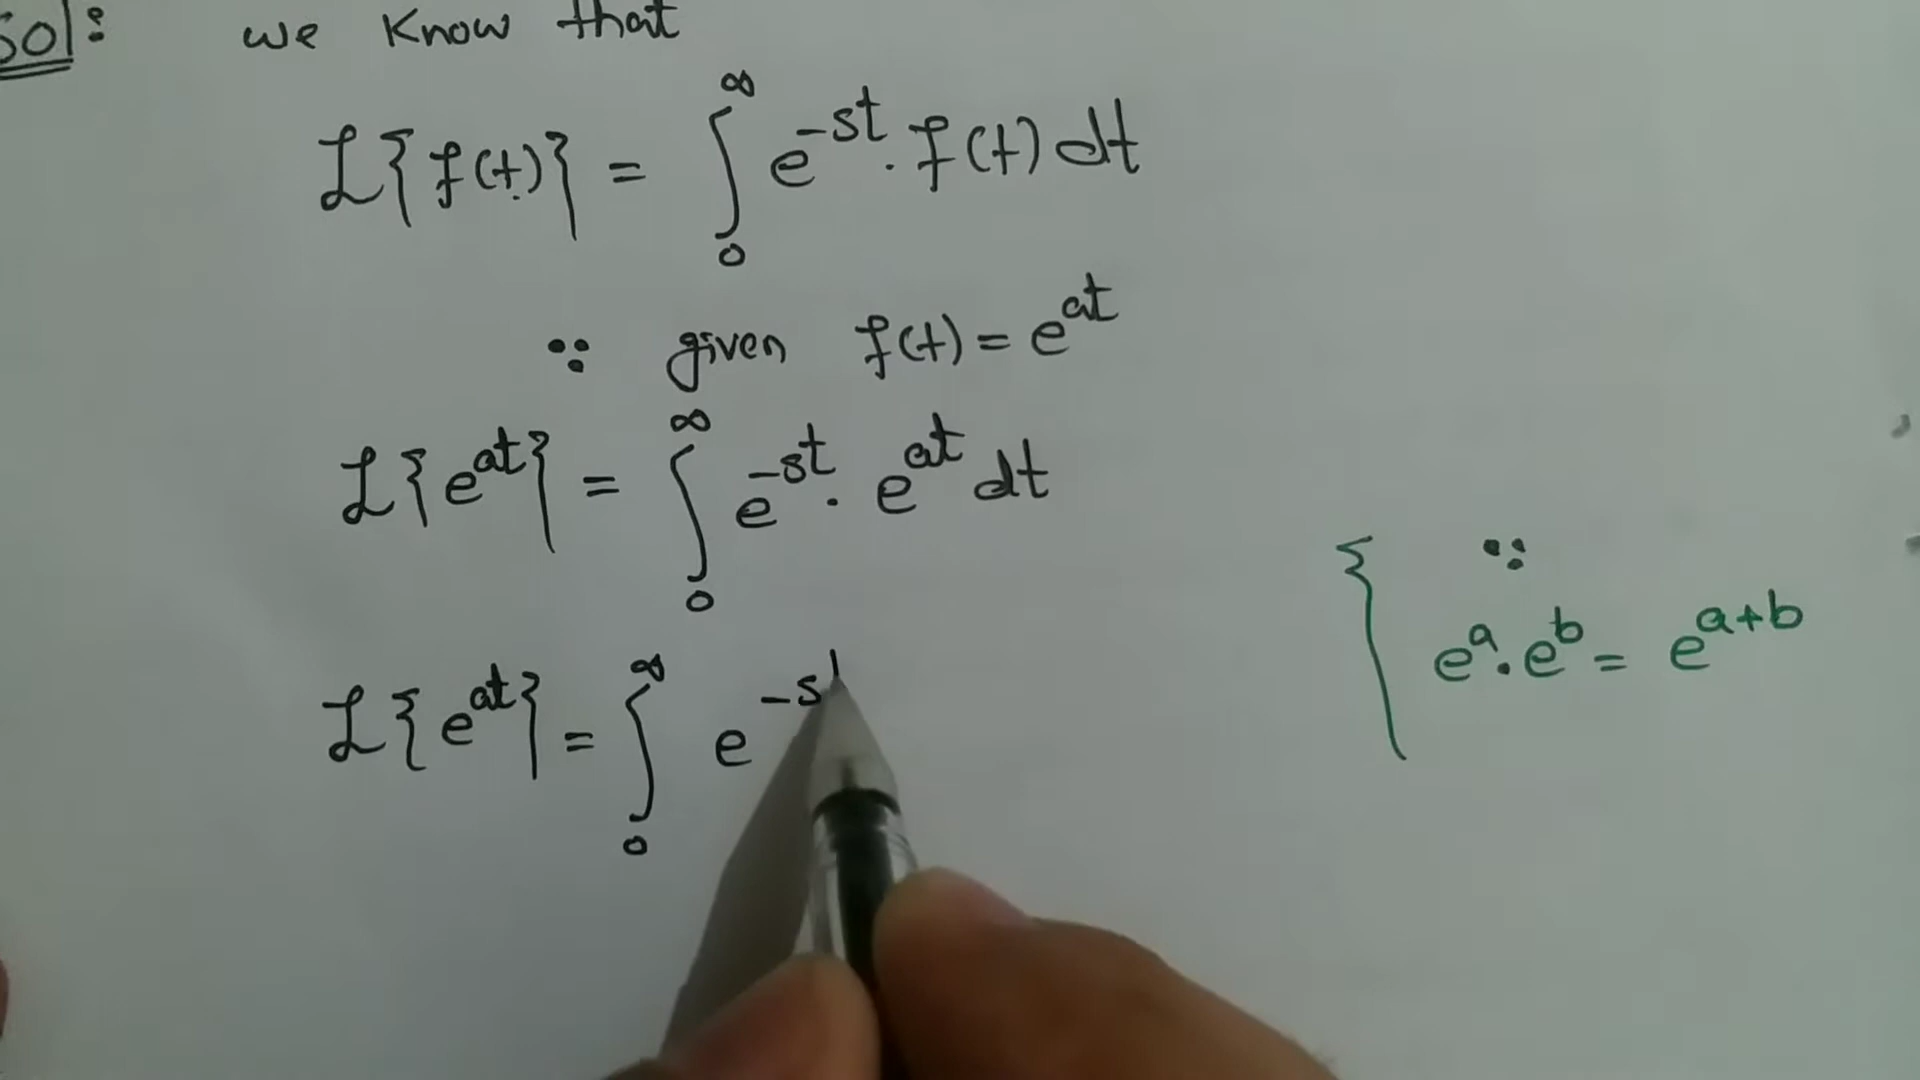 Sol: we know that
ℒ{f(t)} = ∫₀^∞ e^{-st} . f(t) dt
∵ given f(t) = e^{at}
ℒ{e^{at}} = ∫₀^∞ e^{-st} . e^{at} dt
{ ∵
e^a . e^b = e^{a+b}
ℒ{e^{at}} = ∫₀^∞ e^{-s